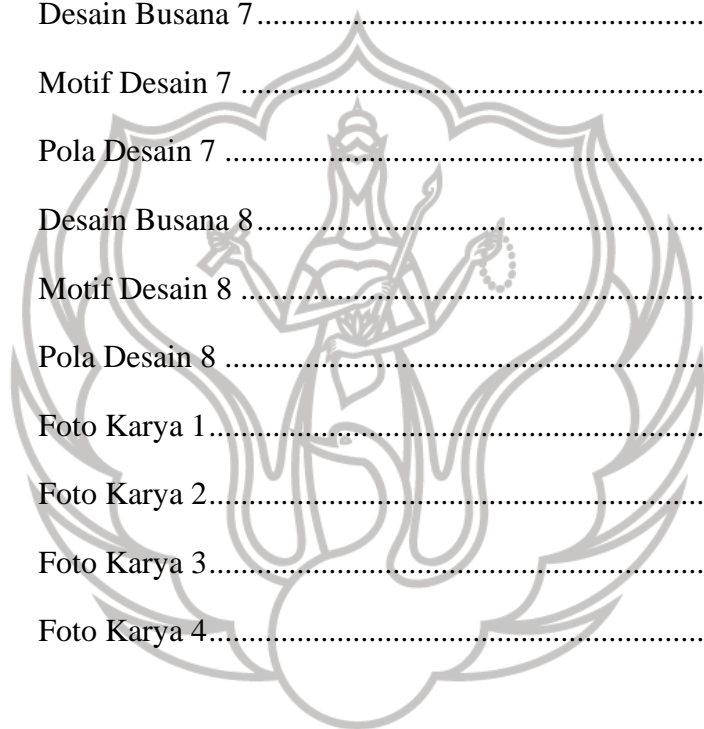 Desain Busana 7..........................................................
Motif Desain 7 ............................................................
Pola Desain 7 ..............................................................
Desain Busana 8..........................................................
Motif Desain 8 ............................................................
Pola Desain 8 ..............................................................
Foto Karya 1................................................................
Foto Karya 2................................................................
Foto Karya 3................................................................
Foto Karya 4................................................................